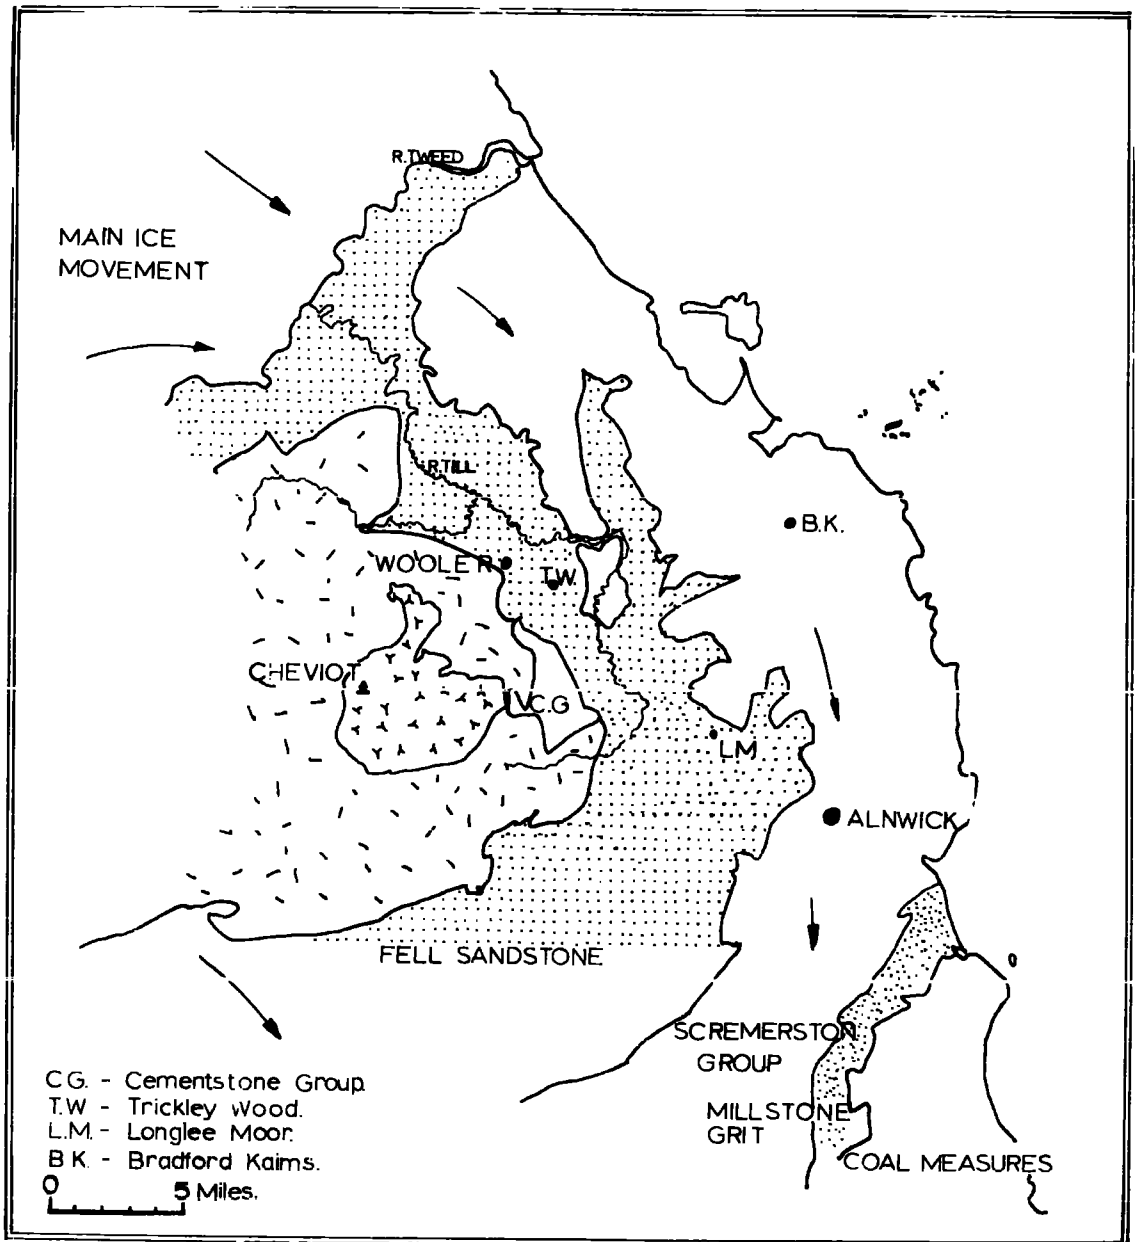 R.TWEED
MAIN ICE
MOVEMENT
R.TILL
B.K.
WOOLER
T.W.
CHEVIOT
C.G
L.M
ALNWICK
FELL SANDSTONE
SCREMERSTON
GROUP
MILLSTONE
GRIT
COAL MEASURES
C.G. - Cementstone Group.
T.W - Trickley Wood.
L.M. - Longlee Moor.
B.K. - Bradford Kaims.
0 5 Miles.